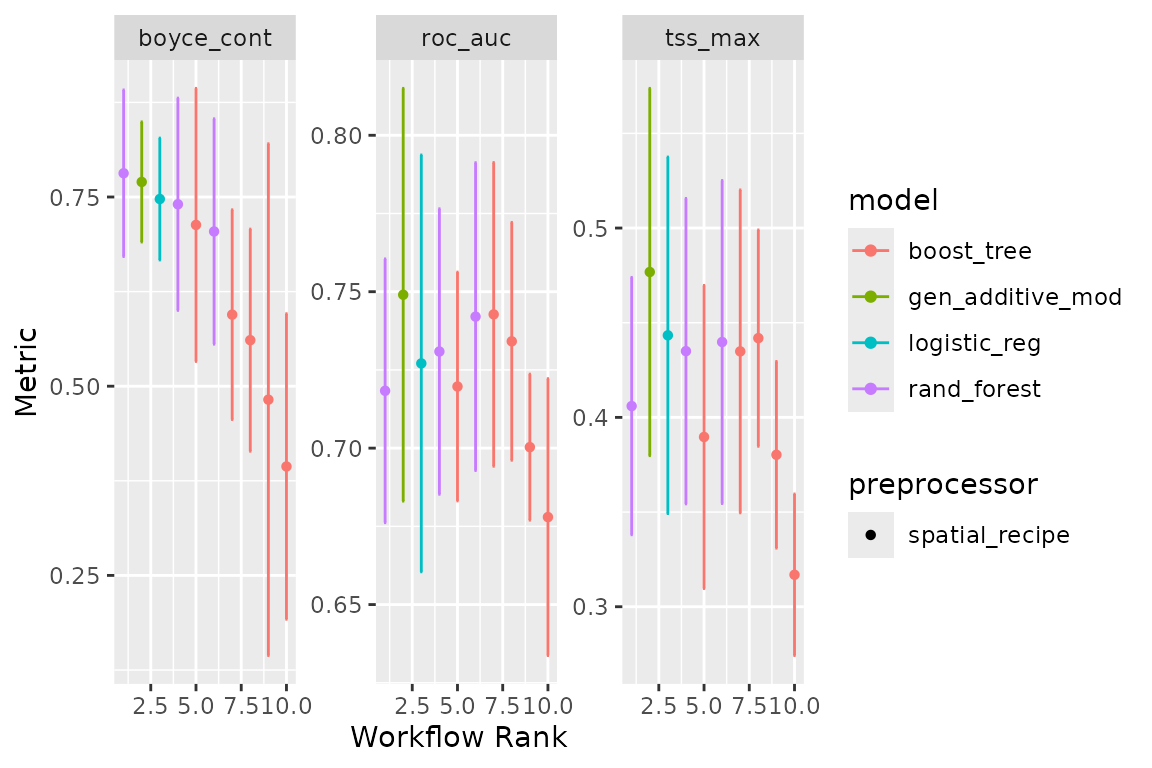 boyce_cont
roc_auc
tss_max
Metric
0.75
0.50
0.25
0.80
0.75
0.70
0.65
0.5
0.4
0.3
2.5 5.0 7.5 10.0
2.5 5.0 7.5 10.0
2.5 5.0 7.5 10.0
Workflow Rank
model
boost_tree
gen_additive_mod
logistic_reg
rand_forest
preprocessor
spatial_recipe